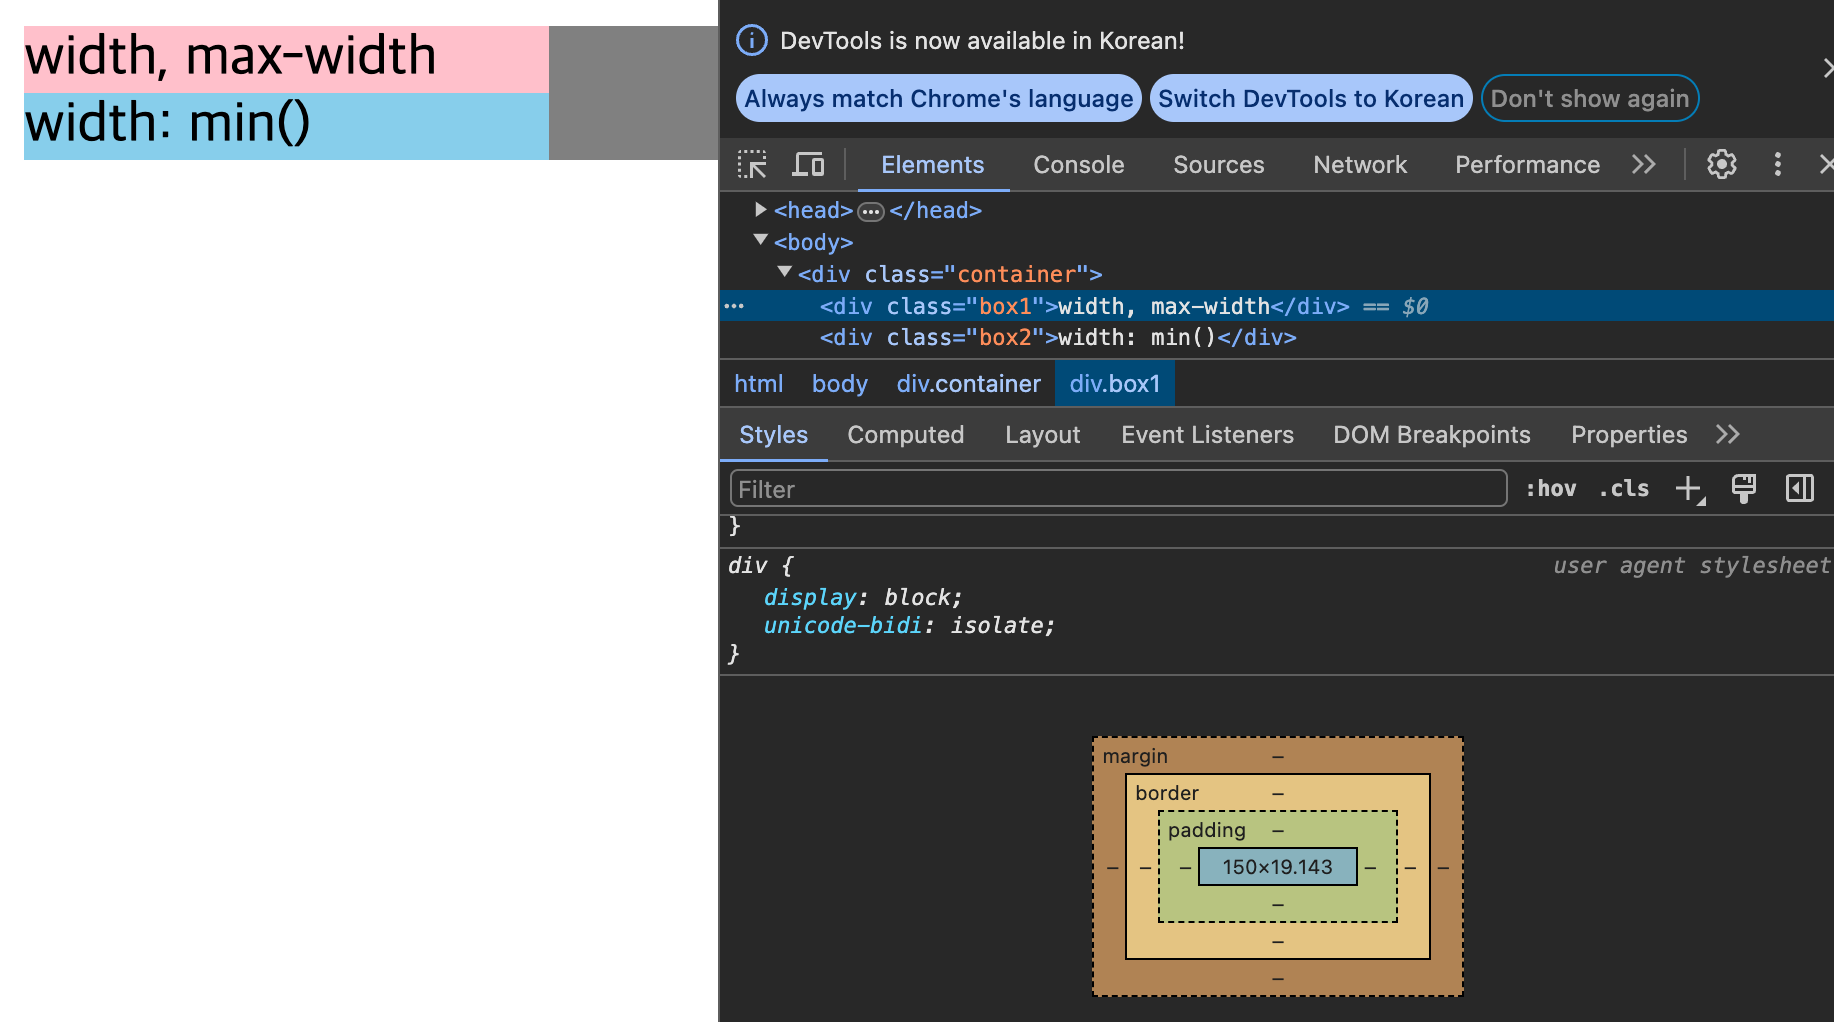 width, max-width
width: min()
DevTools is now available in Korean!
Always match Chrome's language
Switch DevTools to Korean
Don't show again
Elements
Console
Sources
Network
Performance
<head>…</head>
<body>
<div class="container">
<div class="box1">width, max-width</div> == $0
<div class="box2">width: min()</div>
html
body
div.container
div.box1
Styles
Computed
Layout
Event Listeners
DOM Breakpoints
Properties
Filter
:hov
.cls
}
div {
user agent stylesheet
display: block;
unicode-bidi: isolate;
}
margin
–
border
–
padding
–
–
–
–
150×19.143
–
–
–
–
–
–